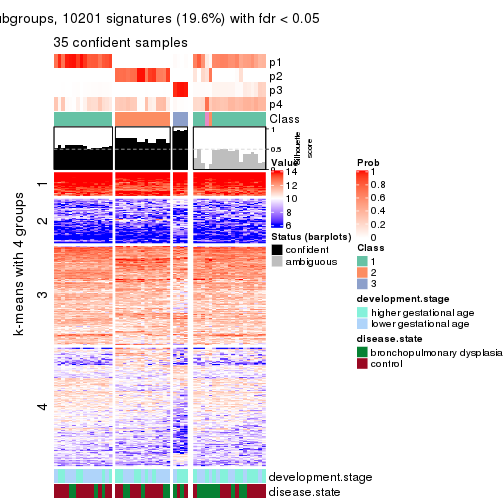 ubgroups, 10201 signatures (19.6%) with fdr < 0.05
35 confident samples
p1
p2
p3
p4
Class
1
0.5
0
Silhouette
score
k-means with 4 groups
1
2
3
4
Value
14
12
10
8
6
Status (barplots)
confident
ambiguous
Prob
1
0.8
0.6
0.4
0.2
0
Class
1
2
3
development.stage
higher gestational age
lower gestational age
disease.state
bronchopulmonary dysplasia
control
development.stage
disease.state